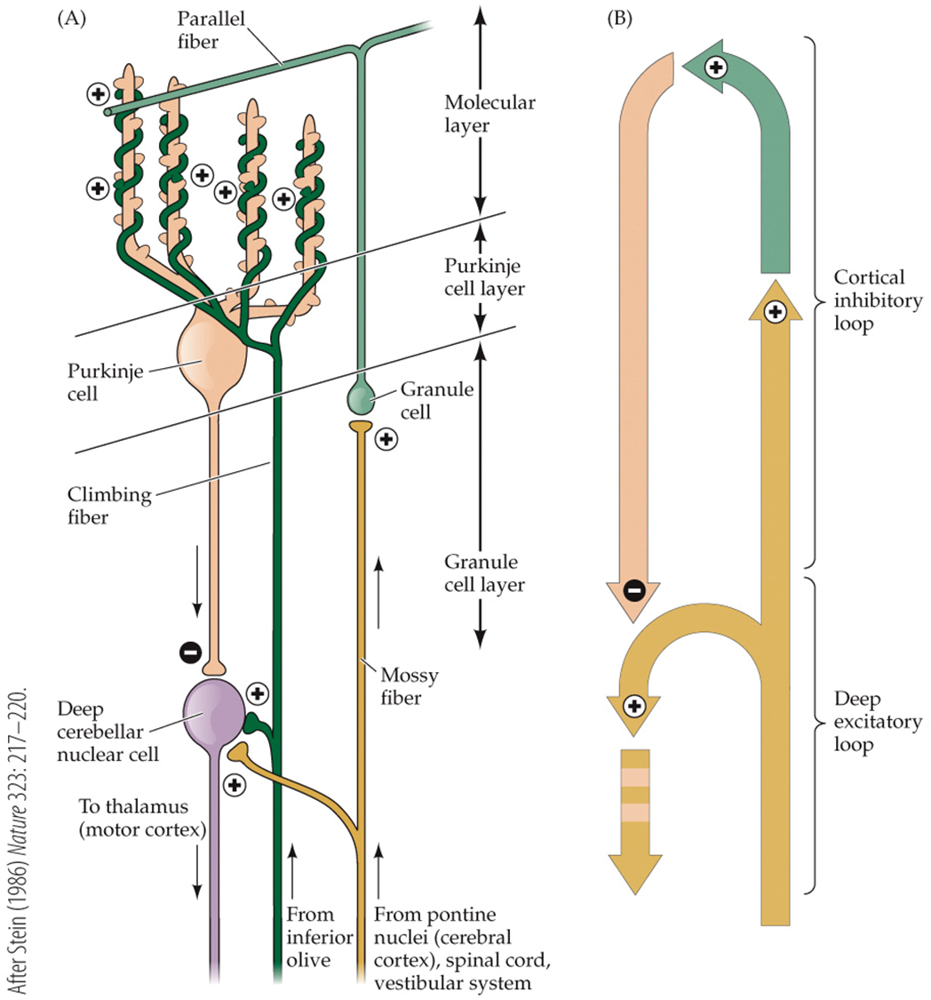 (A)
Parallel
fiber
+
+
+
+
+
Molecular
layer
Purkinje
cell layer
Purkinje
cell
Granule
cell
+
Climbing
fiber
Granule
cell layer
−
Mossy
fiber
+
Deep
cerebellar
nuclear cell
+
To thalamus
(motor cortex)
From
inferior
olive
From pontine
nuclei (cerebral
cortex), spinal cord,
vestibular system
(B)
+
+
Cortical
inhibitory
loop
−
+
Deep
excitatory
loop
After Stein (1986) Nature 323: 217–220.